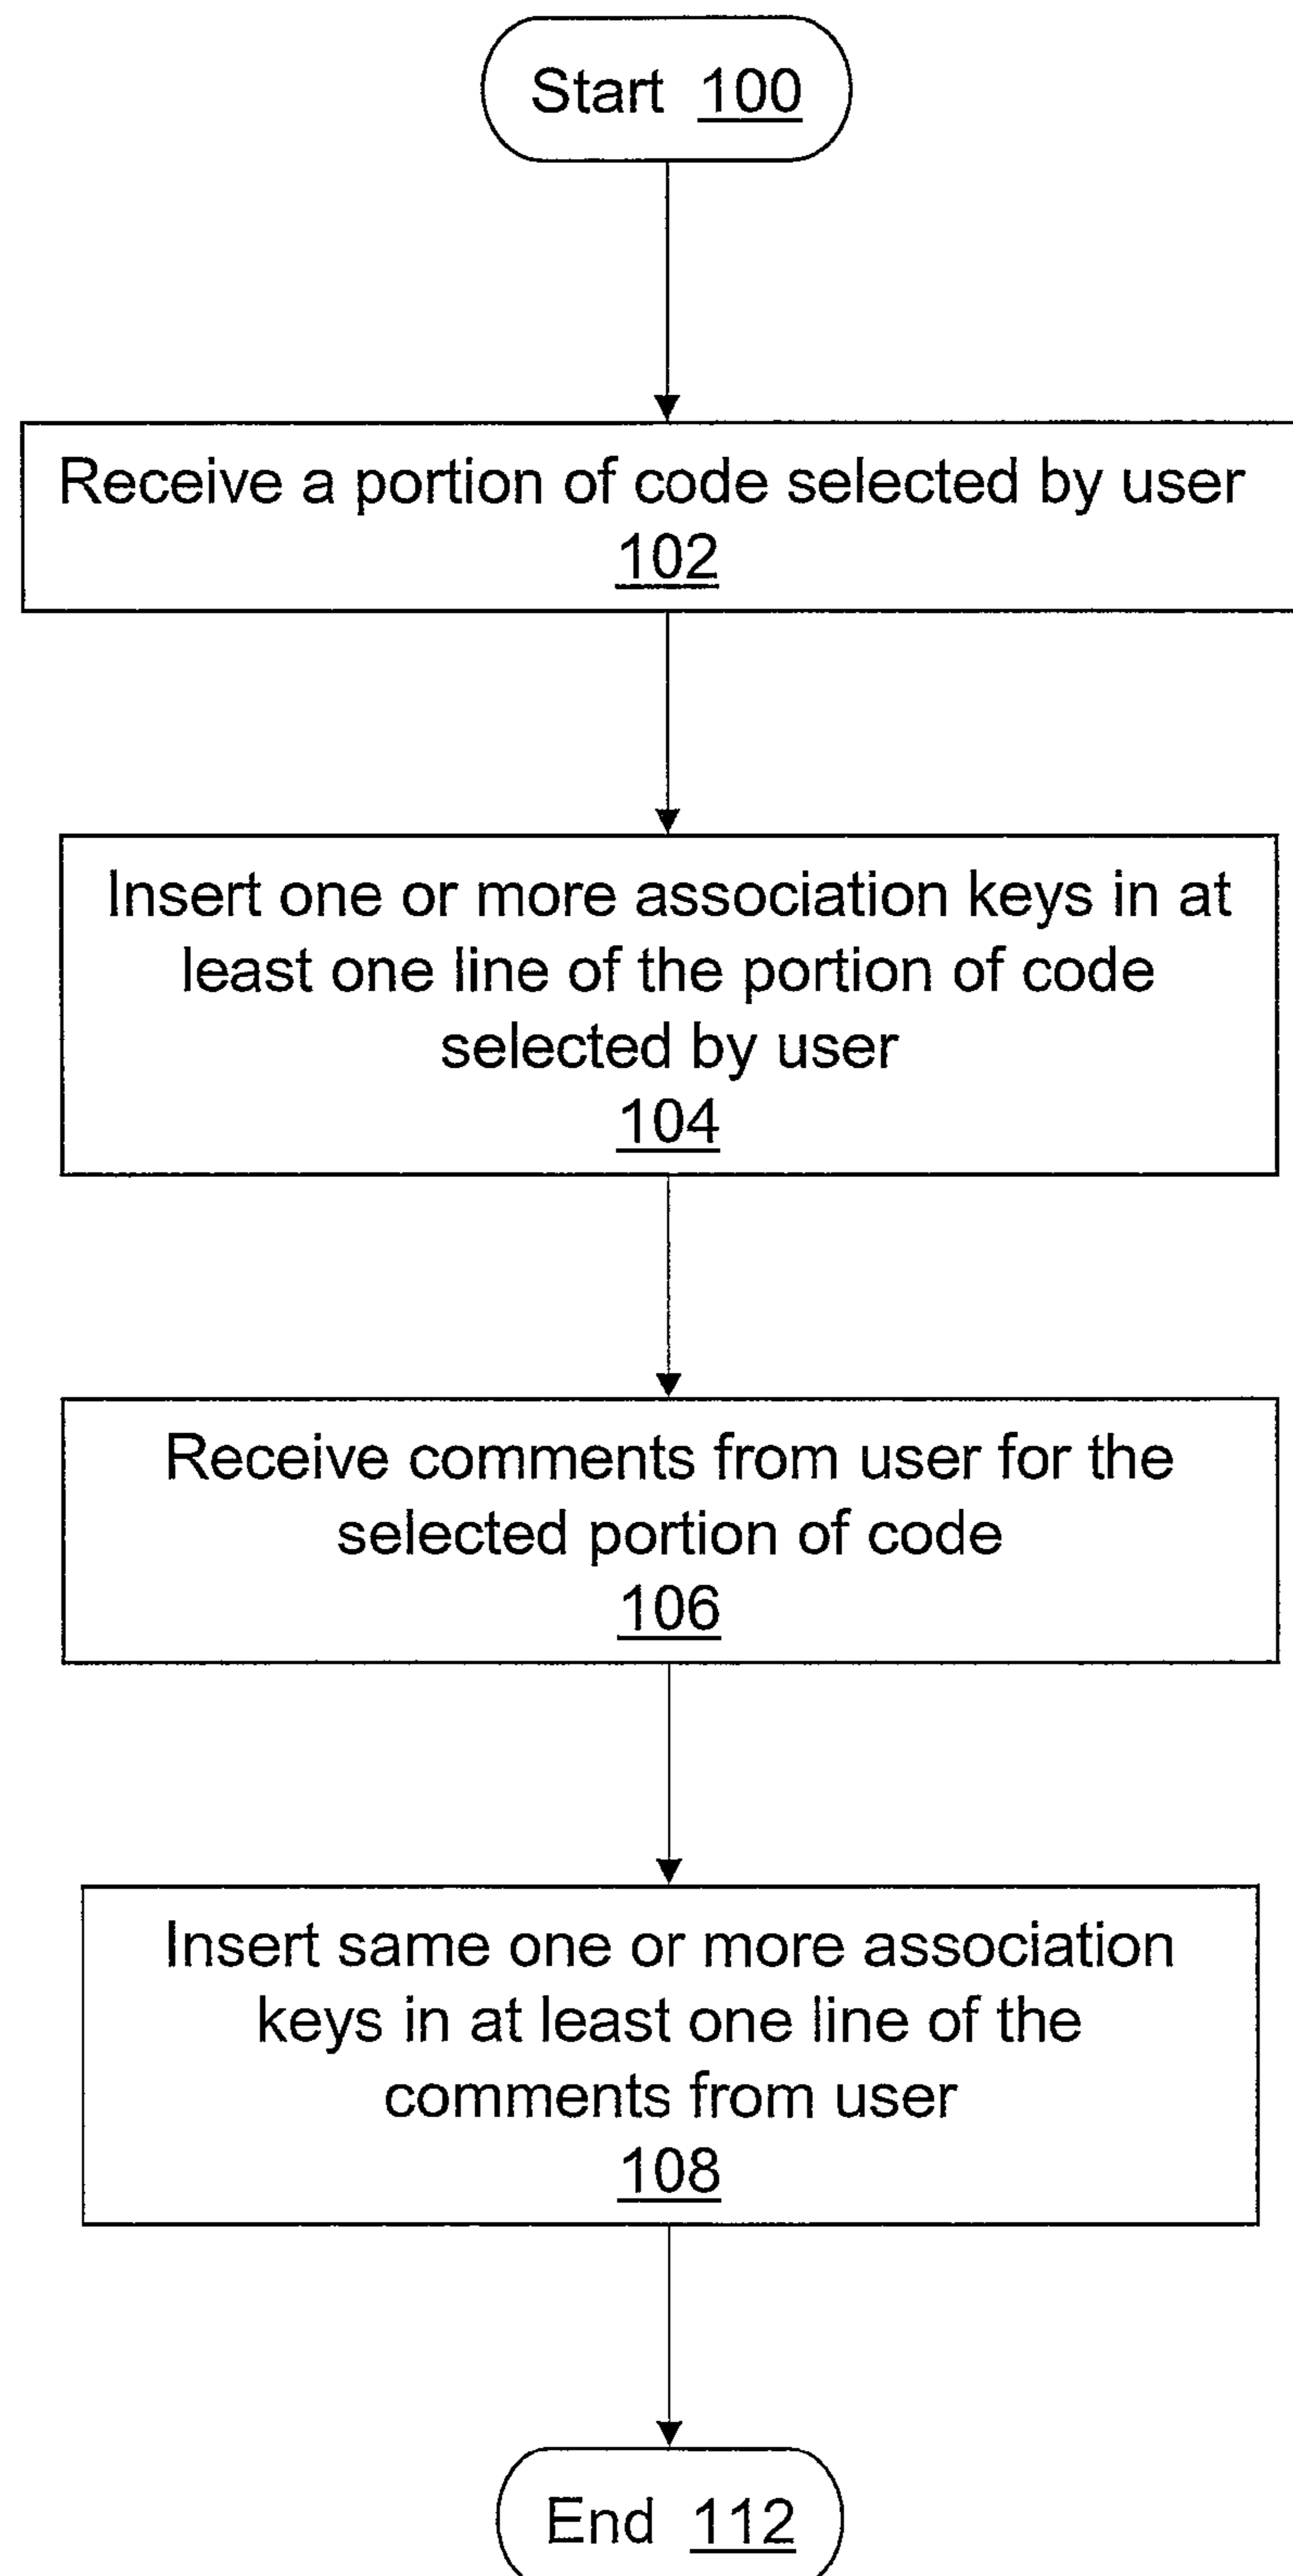 Start 100
Receive a portion of code selected by user
102
Insert one or more association keys in at
least one line of the portion of code
selected by user
104
Receive comments from user for the
selected portion of code
106
Insert same one or more association
keys in at least one line of the
comments from user
108
End 112